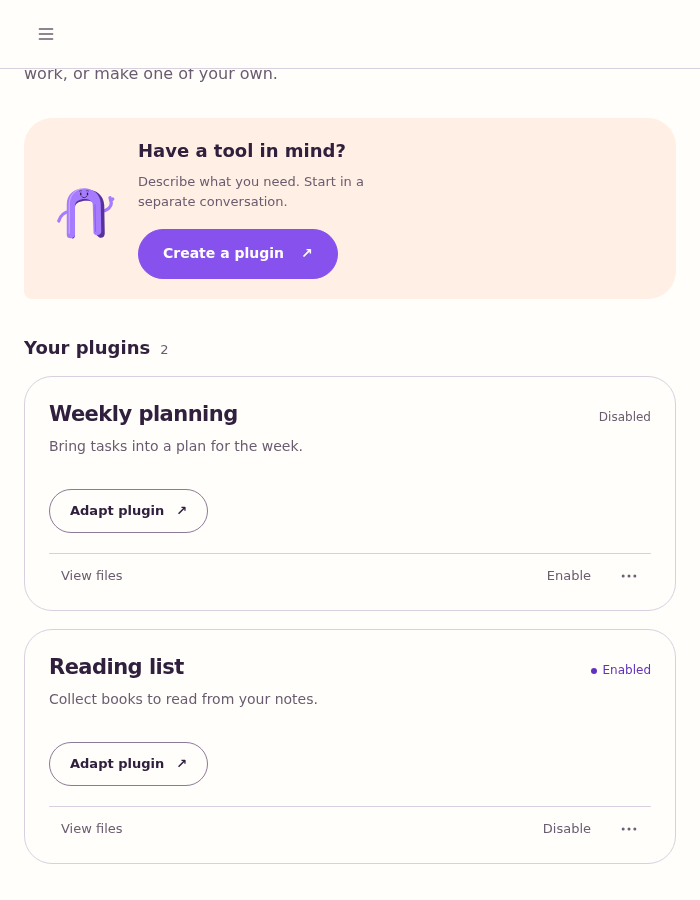 work, or make one of your own.
Have a tool in mind?
Describe what you need. Start in a
separate conversation.
Create a plugin ↗
Your plugins 2
Weekly planning
Disabled
Bring tasks into a plan for the week.
Adapt plugin ↗
View files
Enable
Reading list
Enabled
Collect books to read from your notes.
Adapt plugin ↗
View files
Disable